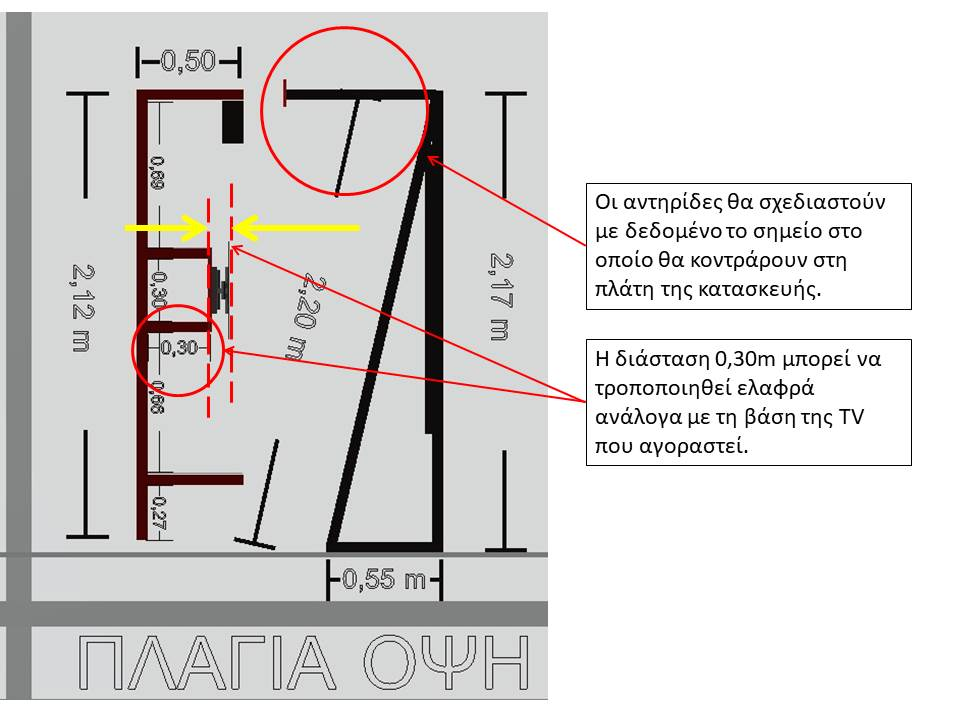 0,50
0,69
2,12 m
0,30
0,30
0,66
0,27
2,20 m
2,17 m
0,55 m
ΠΛΑΓΙΑ ΟΨΗ
Οι αντηρίδες θα σχεδιαστούν
με δεδομένο το σημείο στο
οποίο θα κοντράρουν στη
πλάτη της κατασκευής.
Η διάσταση 0,30m μπορεί να
τροποποιηθεί ελαφρά
ανάλογα με τη βάση της TV
που αγοραστεί.